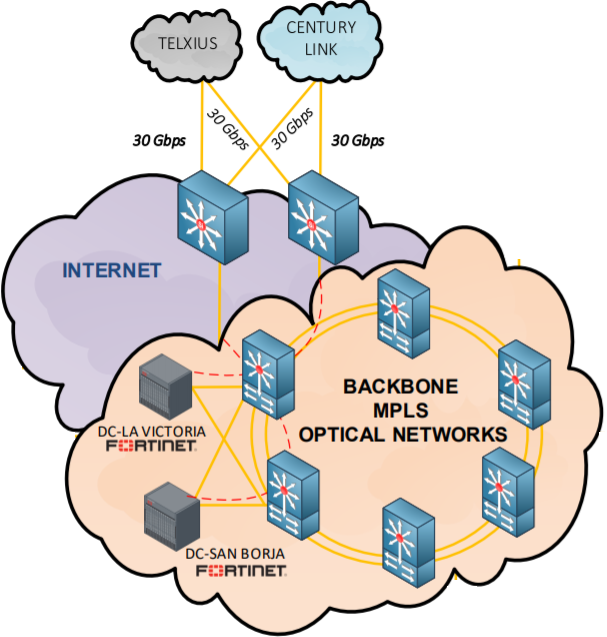 TELXIUS
CENTURY
LINK
30 Gbps
30 Gbps
30 Gbps
30 Gbps
INTERNET
BACKBONE
MPLS
OPTICAL NETWORKS
DC-LA VICTORIA
FORTINET
DC-SAN BORJA
FORTINET